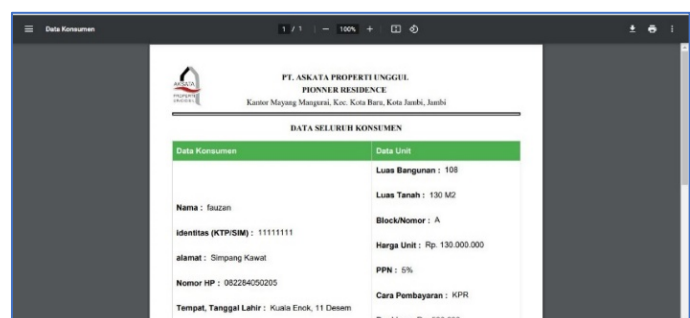 Data Konsumen
1 / 1 | — 100% +
AKSATA
PROPERTI
UNGGUL
PT. ASKATA PROPERTI UNGGUL
PIONNER RESIDENCE
Kantor Mayang Mangurai, Kec. Kota Baru, Kota Jambi, Jambi
DATA SELURUH KONSUMEN
Data Konsumen
Nama : fauzan
identitas (KTP/SIM) : 11111111
alamat : Simpang Kawat
Nomor HP : 082284050205
Tempat, Tanggal Lahir : Kuala Enok, 11 Desem
Data Unit
Luas Bangunan : 108
Luas Tanah : 130 M2
Block/Nomor : A
Harga Unit : Rp. 130.000.000
PPN : 5%
Cara Pembayaran : KPR